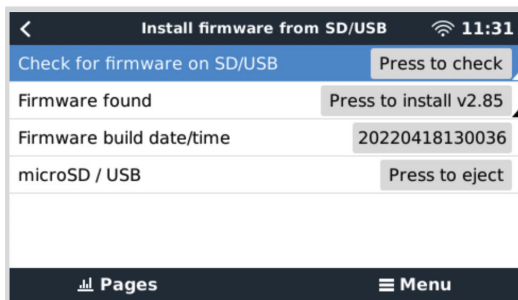 Install firmware from SD/USB 11:31
Check for firmware on SD/USB Press to check
Firmware found Press to install v2.85
Firmware build date/time 20220418130036
microSD / USB Press to eject
Pages Menu